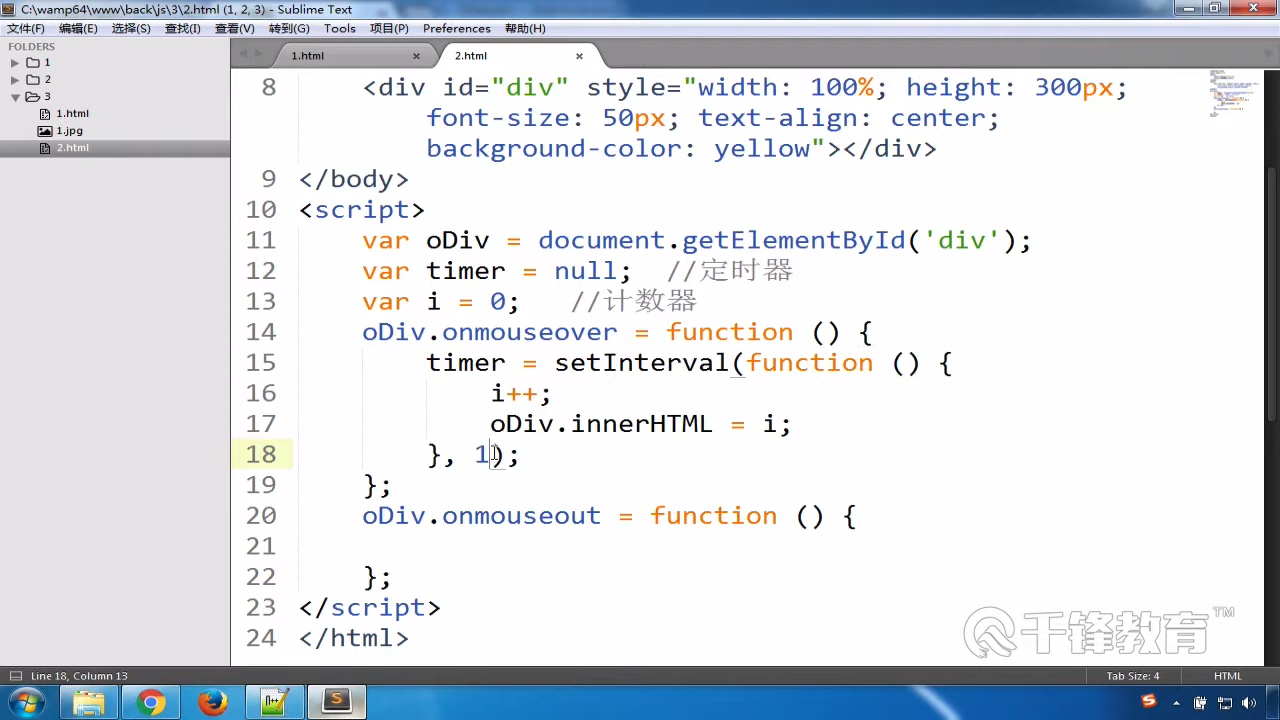 C:\wamp64\www\back\js\3\2.html (1, 2, 3) - Sublime Text
文件(F) 编辑(E) 选择(S) 查找(I) 查看(V) 转到(G) Tools 项目(P) Preferences 帮助(H)
FOLDERS
1
2
3
1.html
1.jpg
2.html
1.html × 2.html ×
8 <div id="div" style="width: 100%; height: 300px;
font-size: 50px; text-align: center;
background-color: yellow"></div>
9 </body>
10 <script>
11 var oDiv = document.getElementById('div');
12 var timer = null; //定时器
13 var i = 0; //计数器
14 oDiv.onmouseover = function () {
15 timer = setInterval(function () {
16 i++;
17 oDiv.innerHTML = i;
18 }, 1);
19 };
20 oDiv.onmouseout = function () {
21
22 };
23 </script>
24 </html>
千锋教育™
Line 18, Column 13 Tab Size: 4 HTML